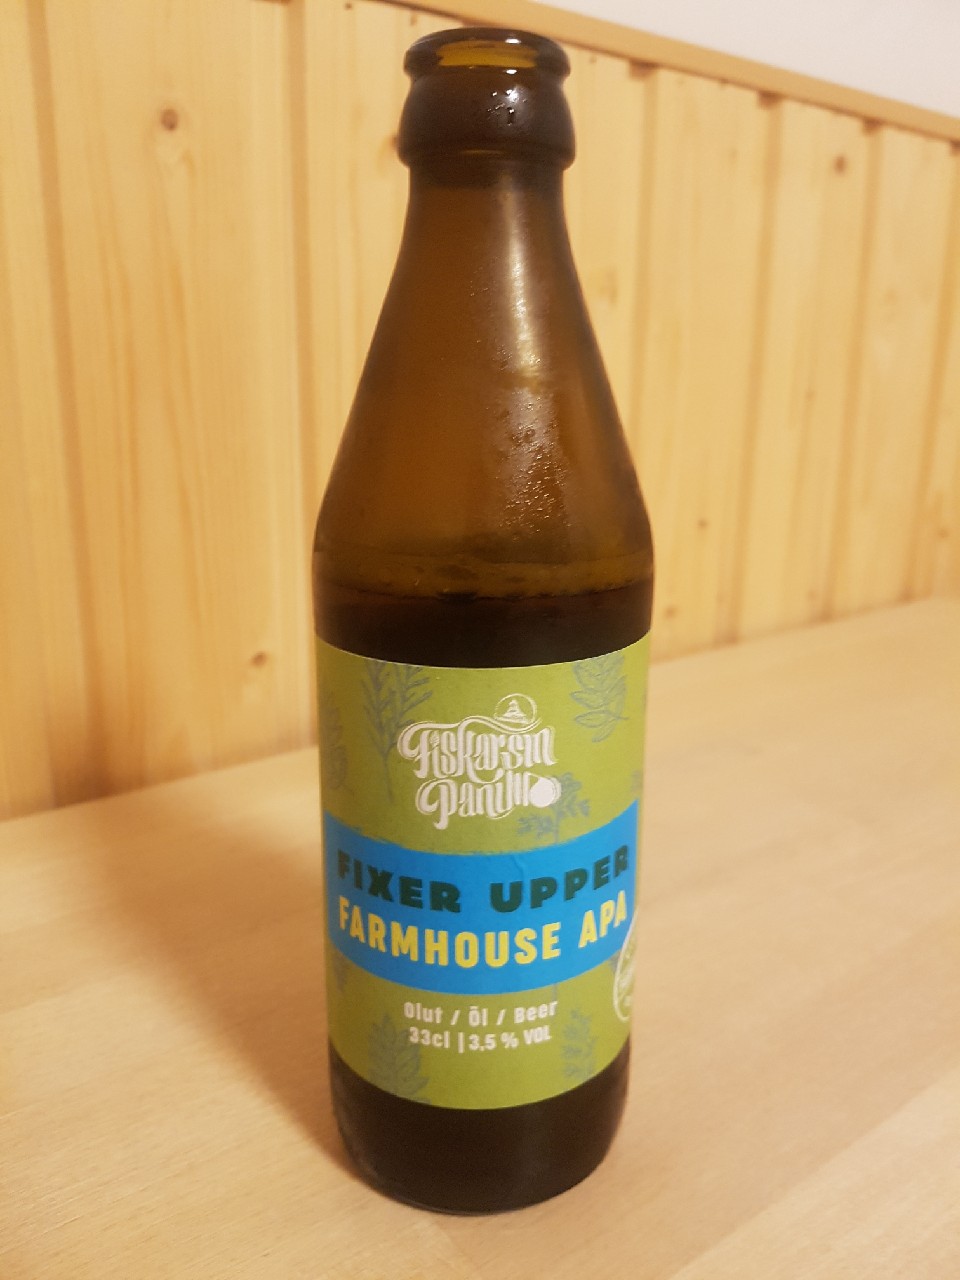 Fiskarsin
Panimo
FIXER UPPER
FARMHOUSE APA
Olut / Öl / Beer
33cl | 3,5 % VOL